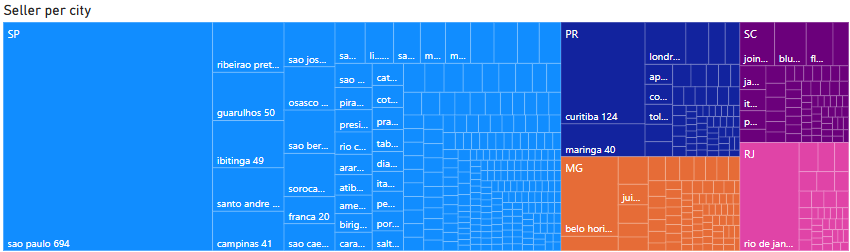 Seller per city
SP
sao paulo 694
ribeirao pret...
guarulhos 50
ibitinga 49
santo andre ...
campinas 41
sao jos...
osasco ...
sao ber...
soroca...
franca 20
sao cae...
sa...
sao ...
pira...
presi...
rio c...
arar...
atib...
ame...
birig...
cara...
li...
cat...
cot...
pra...
tab...
dia...
ita...
pe...
por...
salt...
sa...
m...
m...
PR
curitiba 124
maringa 40
londr...
ap...
co...
tol...
MG
belo hori...
jui...
SC
join...
blu...
fl...
ja...
it...
p...
RJ
rio de jan...